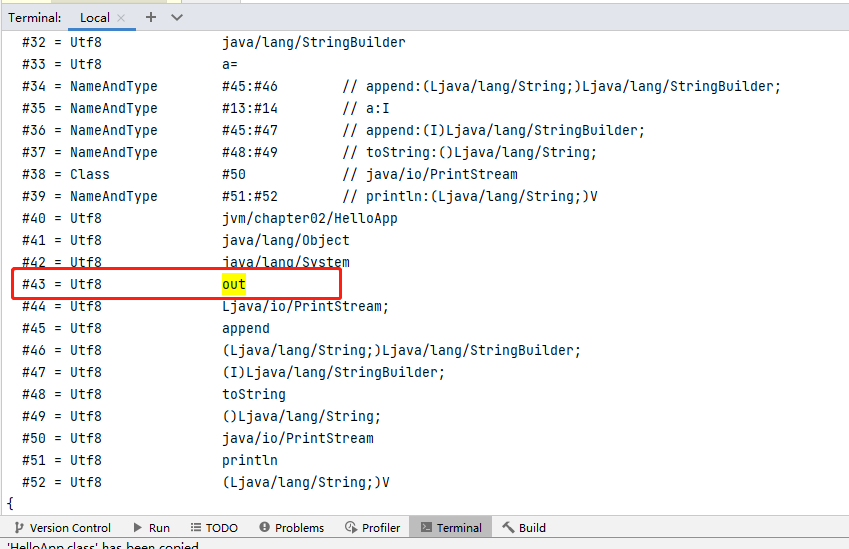 Terminal: Local × + ∨
#32 = Utf8 java/lang/StringBuilder
#33 = Utf8 a=
#34 = NameAndType #45:#46 // append:(Ljava/lang/String;)Ljava/lang/StringBuilder;
#35 = NameAndType #13:#14 // a:I
#36 = NameAndType #45:#47 // append:(I)Ljava/lang/StringBuilder;
#37 = NameAndType #48:#49 // toString:()Ljava/lang/String;
#38 = Class #50 // java/io/PrintStream
#39 = NameAndType #51:#52 // println:(Ljava/lang/String;)V
#40 = Utf8 jvm/chapter02/HelloApp
#41 = Utf8 java/lang/Object
#42 = Utf8 java/lang/System
#43 = Utf8 out
#44 = Utf8 Ljava/io/PrintStream;
#45 = Utf8 append
#46 = Utf8 (Ljava/lang/String;)Ljava/lang/StringBuilder;
#47 = Utf8 (I)Ljava/lang/StringBuilder;
#48 = Utf8 toString
#49 = Utf8 ()Ljava/lang/String;
#50 = Utf8 java/io/PrintStream
#51 = Utf8 println
#52 = Utf8 (Ljava/lang/String;)V
{
Version Control Run TODO Problems Profiler Terminal Build
'HelloApp.class' has been copied